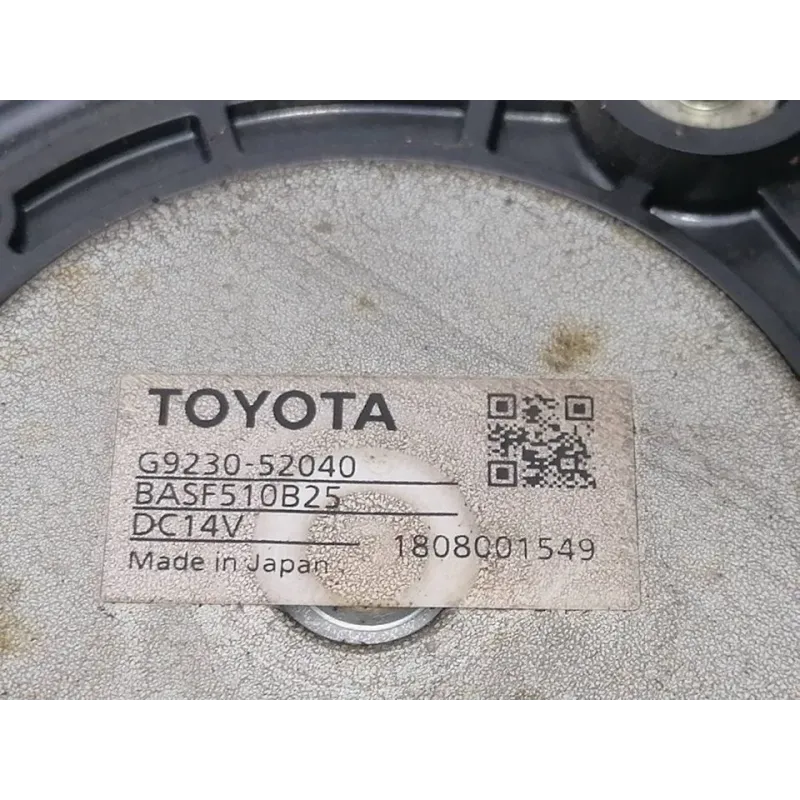 TOYOTA
G9230-52040
BASF510B25
DC14V
1808001549
Made in Japan